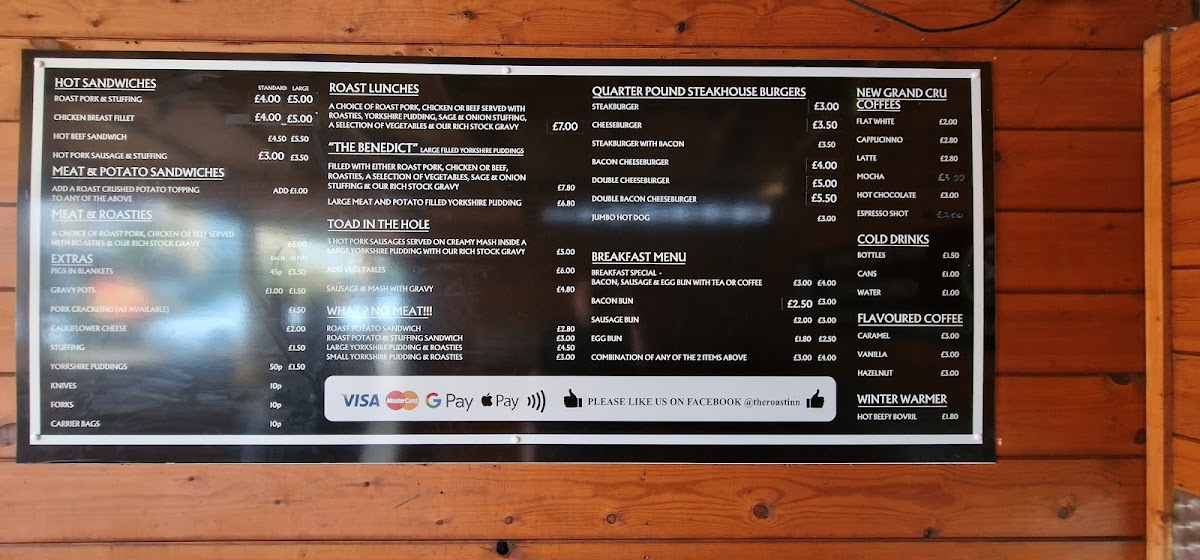 HOT SANDWICHES
STANDARD LARGE
ROAST PORK & STUFFING £4.00 £5.00
CHICKEN BREAST FILLET £4.00 £5.00
HOT BEEF SANDWICH £4.50 £5.50
HOT PORK SAUSAGE & STUFFING £3.00 £3.50
MEAT & POTATO SANDWICHES
ADD A ROAST CRUSHED POTATO TOPPING
TO ANY OF THE ABOVE ADD £1.00
MEAT & ROASTIES
A CHOICE OF ROAST PORK, CHICKEN OR BEEF SERVED
WITH ROASTIES & OUR RICH STOCK GRAVY £6.00
EXTRAS
EACH
PIGS IN BLANKETS 45p £3.50
GRAVY POTS £1.00 £1.50
PORK CRACKLING (AS AVAILABLE) £1.50
CAULIFLOWER CHEESE £2.00
STUFFING £1.50
YORKSHIRE PUDDINGS 50p £1.50
KNIVES 10p
FORKS 10p
CARRIER BAGS 10p
ROAST LUNCHES
A CHOICE OF ROAST PORK, CHICKEN OR BEEF SERVED WITH
ROASTIES, YORKSHIRE PUDDING, SAGE & ONION STUFFING,
A SELECTION OF VEGETABLES & OUR RICH STOCK GRAVY £7.00
"THE BENEDICT" LARGE FILLED YORKSHIRE PUDDINGS
FILLED WITH EITHER ROAST PORK, CHICKEN OR BEEF,
ROASTIES, A SELECTION OF VEGETABLES, SAGE & ONION
STUFFING & OUR RICH STOCK GRAVY £7.80
LARGE MEAT AND POTATO FILLED YORKSHIRE PUDDING £6.80
TOAD IN THE HOLE
3 HOT PORK SAUSAGES SERVED ON CREAMY MASH INSIDE A
LARGE YORKSHIRE PUDDING WITH OUR RICH STOCK GRAVY £5.00
ADD VEGETABLES £6.00
SAUSAGE & MASH WITH GRAVY £4.80
WHAT ? NO MEAT!!!
ROAST POTATO SANDWICH £2.80
ROAST POTATO & STUFFING SANDWICH £3.00
LARGE YORKSHIRE PUDDING & ROASTIES £4.50
SMALL YORKSHIRE PUDDING & ROASTIES £3.00
QUARTER POUND STEAKHOUSE BURGERS
STEAKBURGER £3.00
CHEESEBURGER £3.50
STEAKBURGER WITH BACON £3.50
BACON CHEESEBURGER £4.00
DOUBLE CHEESEBURGER £5.00
DOUBLE BACON CHEESEBURGER £5.50
JUMBO HOT DOG £3.00
BREAKFAST MENU
BREAKFAST SPECIAL -
BACON, SAUSAGE & EGG BUN WITH TEA OR COFFEE £3.00 £4.00
BACON BUN £2.50 £3.00
SAUSAGE BUN £2.00 £3.00
EGG BUN £1.80 £2.50
COMBINATION OF ANY OF THE 2 ITEMS ABOVE £3.00 £4.00
NEW GRAND CRU
COFFEES
FLAT WHITE £2.00
CAPPUCINNO £2.80
LATTE £2.80
MOCHA £3.00
HOT CHOCOLATE £3.00
ESPRESSO SHOT £2.00
COLD DRINKS
BOTTLES £1.50
CANS £1.00
WATER £1.00
FLAVOURED COFFEE
CARAMEL £3.00
VANILLA £3.00
HAZELNUT £3.00
WINTER WARMER
HOT BEEFY BOVRIL £1.80
VISA MasterCard G Pay Pay PLEASE LIKE US ON FACEBOOK @theroastinn